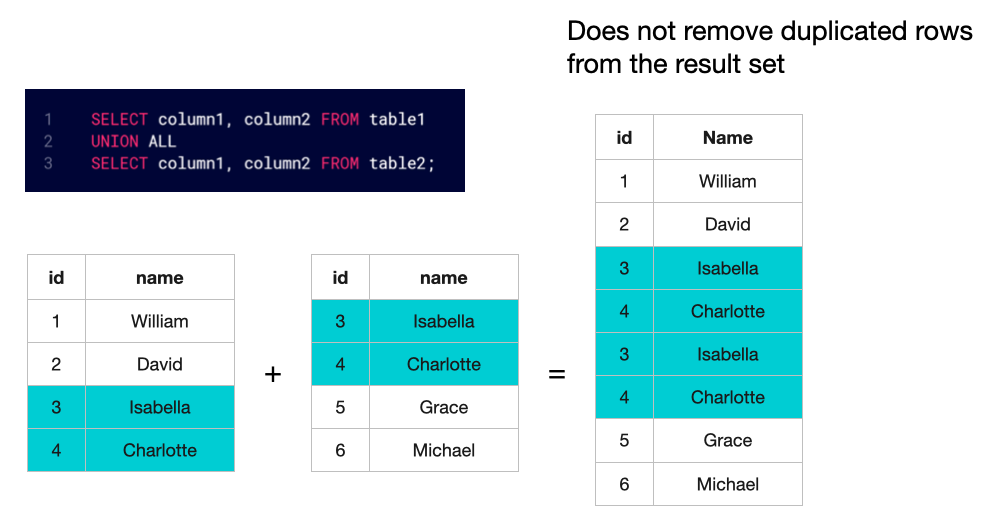 Does not remove duplicated rows
from the result set
1 SELECT column1, column2 FROM table1
2 UNION ALL
3 SELECT column1, column2 FROM table2;
id name
1 William
2 David
3 Isabella
4 Charlotte
+
id name
3 Isabella
4 Charlotte
5 Grace
6 Michael
=
id Name
1 William
2 David
3 Isabella
4 Charlotte
3 Isabella
4 Charlotte
5 Grace
6 Michael